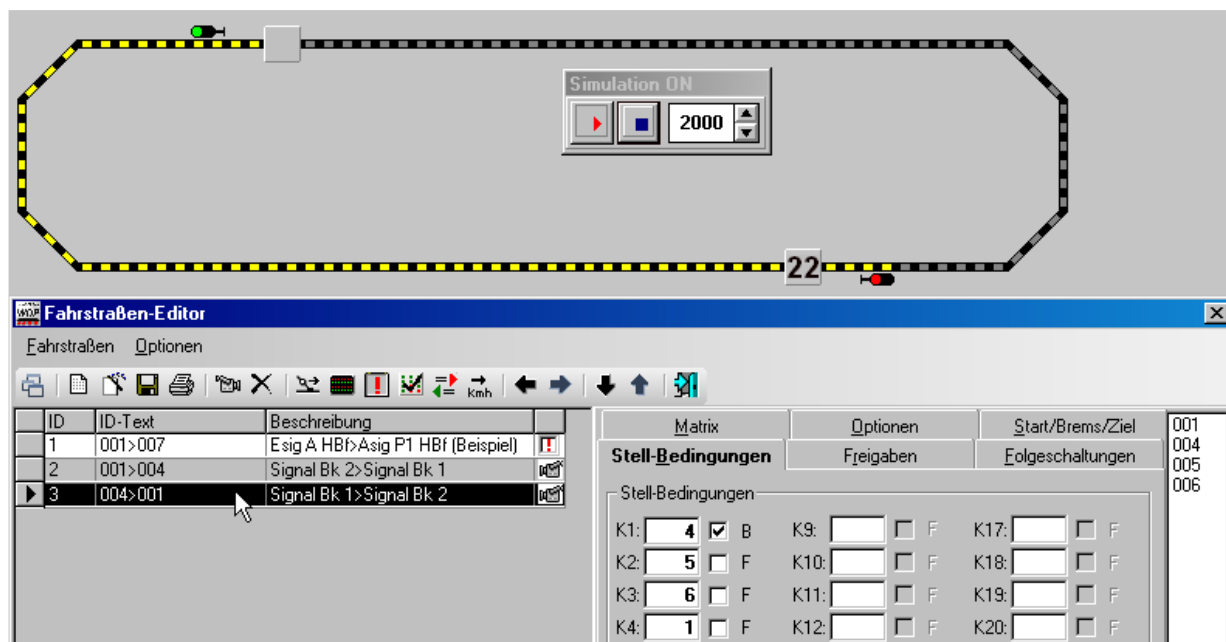 Simulation ON
2000
22
Fahrstraßen-Editor
Fahrstraßen Optionen
Kmh
ID ID-Text Beschreibung
1 001>007 Esig A HBf>Asig P1 HBf (Beispiel)
2 001>004 Signal Bk 2>Signal Bk 1
3 004>001 Signal Bk 1>Signal Bk 2
Matrix Optionen Start/Brems/Ziel
Stell-Bedingungen Freigaben Folgeschaltungen
001
004
005
006
Stell-Bedingungen
K1: 4 B K9: F K17: F
K2: 5 F K10: F K18: F
K3: 6 F K11: F K19: F
K4: 1 F K12: F K20: F